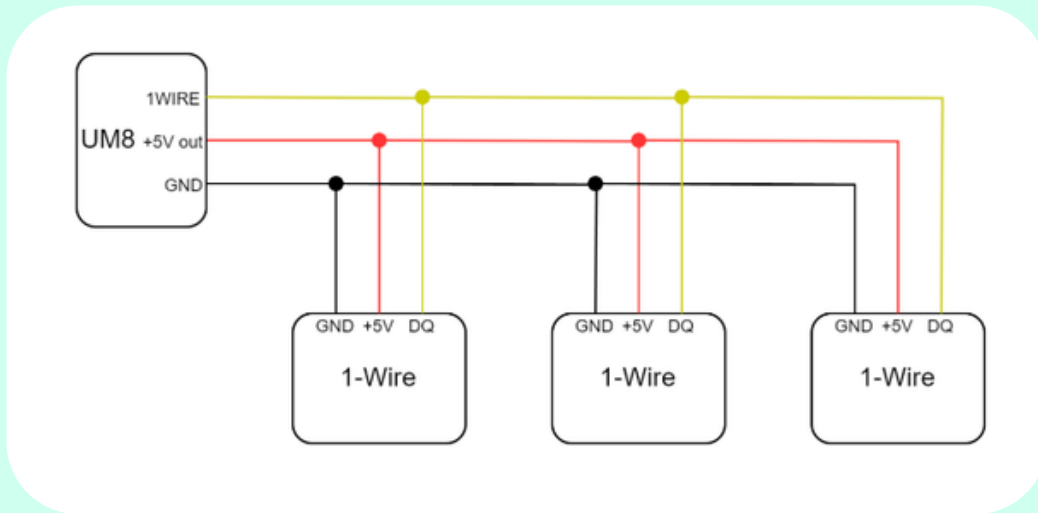 1WIRE
UM8 +5V out
GND
GND +5V DQ
1-Wire
GND +5V DQ
1-Wire
GND +5V DQ
1-Wire